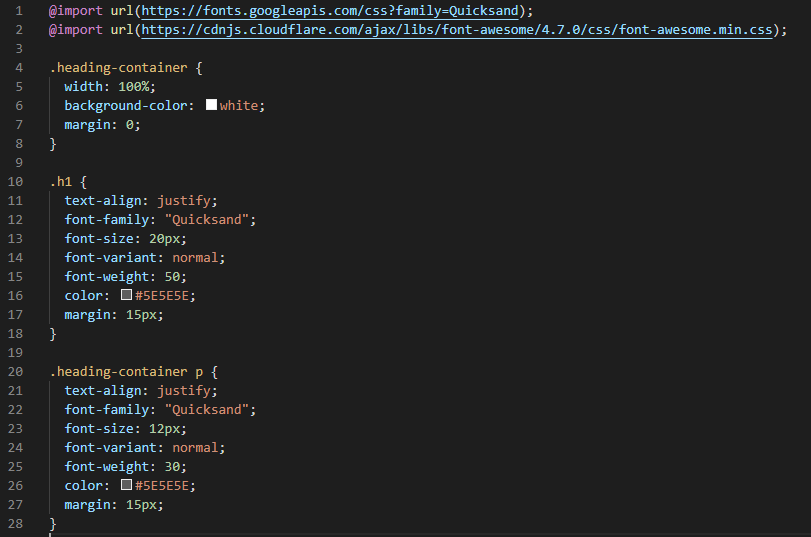 1 @import url(https://fonts.googleapis.com/css?family=Quicksand);
2 @import url(https://cdnjs.cloudflare.com/ajax/libs/font-awesome/4.7.0/css/font-awesome.min.css);
3
4 .heading-container {
5   width: 100%;
6   background-color: white;
7   margin: 0;
8 }
9
10 .h1 {
11   text-align: justify;
12   font-family: "Quicksand";
13   font-size: 20px;
14   font-variant: normal;
15   font-weight: 50;
16   color: #5E5E5E;
17   margin: 15px;
18 }
19
20 .heading-container p {
21   text-align: justify;
22   font-family: "Quicksand";
23   font-size: 12px;
24   font-variant: normal;
25   font-weight: 30;
26   color: #5E5E5E;
27   margin: 15px;
28 }